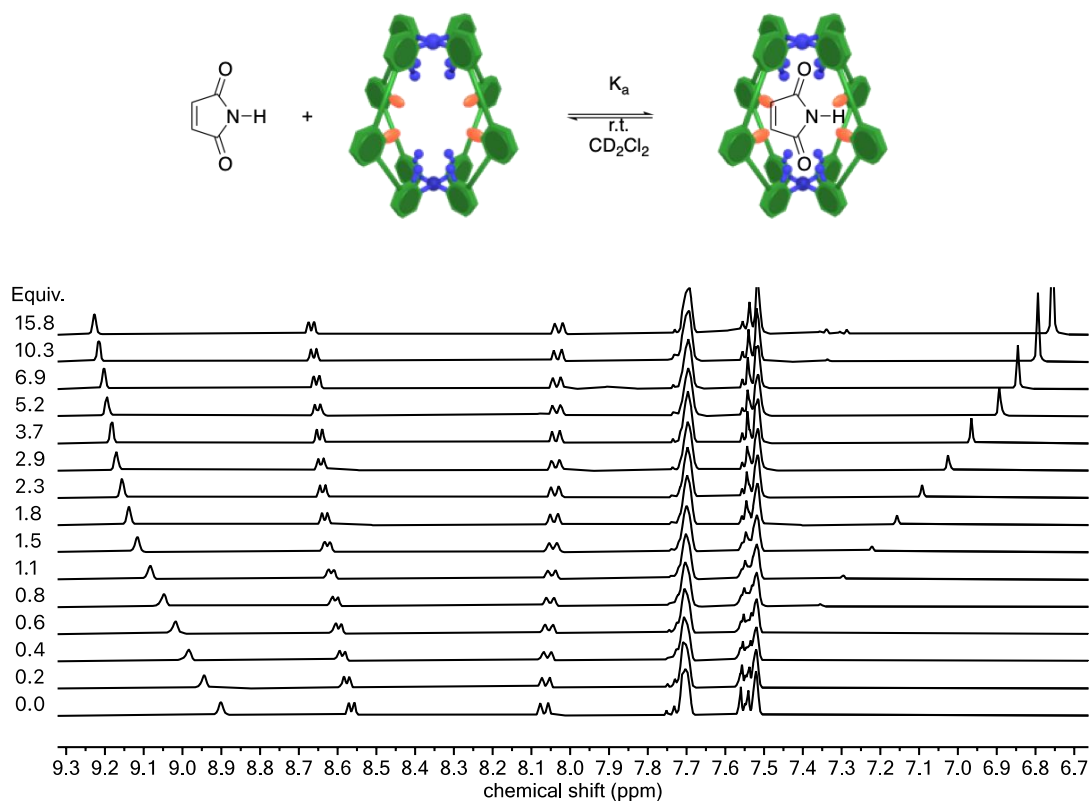 O
N
H
O
+
K
a
r.t.
CD2Cl2
O
N
H
O
Equiv.
15.8
10.3
6.9
5.2
3.7
2.9
2.3
1.8
1.5
1.1
0.8
0.6
0.4
0.2
0.0
9.3 9.2 9.1 9.0 8.9 8.8 8.7 8.6 8.5 8.4 8.3 8.2 8.1 8.0 7.9 7.8 7.7 7.6 7.5 7.4 7.3 7.2 7.1 7.0 6.9 6.8 6.7
chemical shift (ppm)